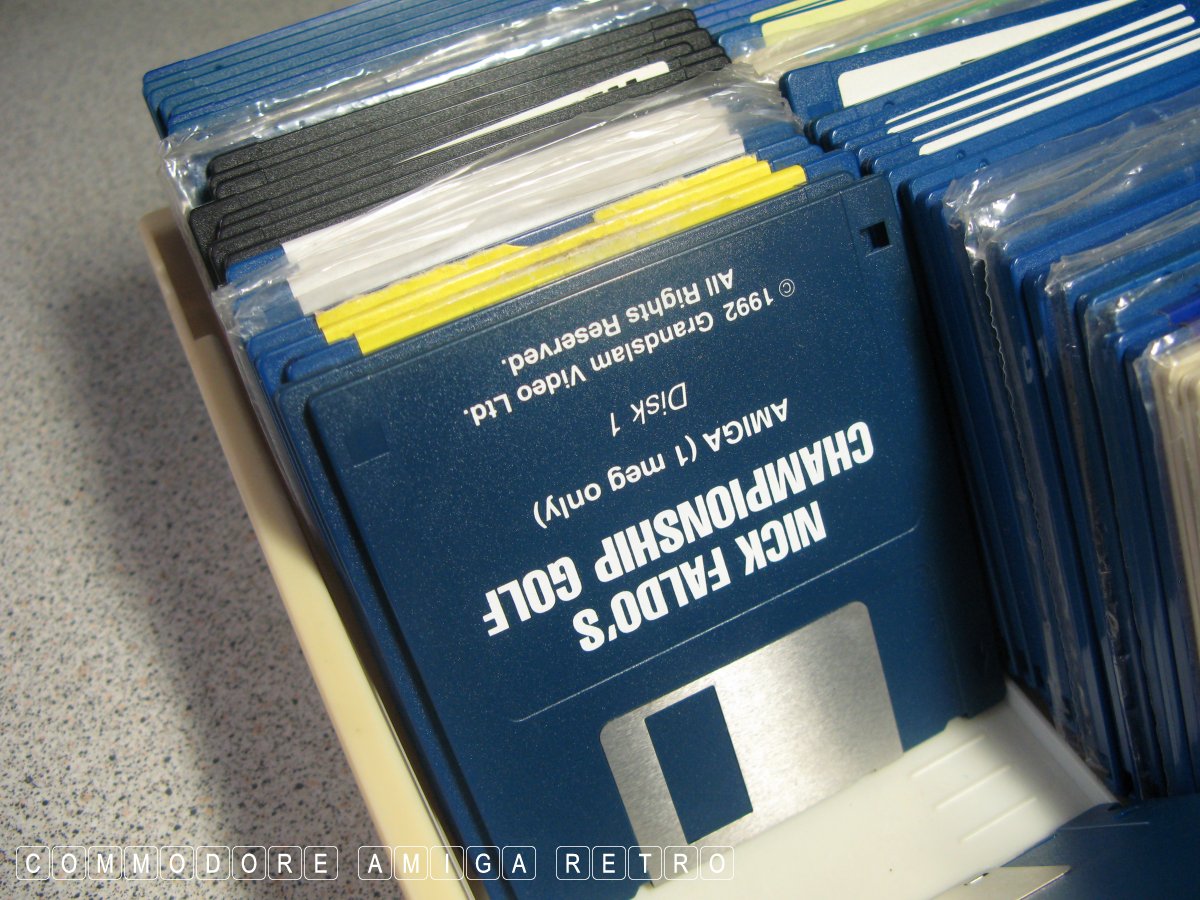 NICK FALDO'S
CHAMPIONSHIP GOLF
AMIGA (1 meg only)
Disk 1
© 1992 Grandslam Video Ltd.
All Rights Reserved.
COMMODORE AMIGA RETRO